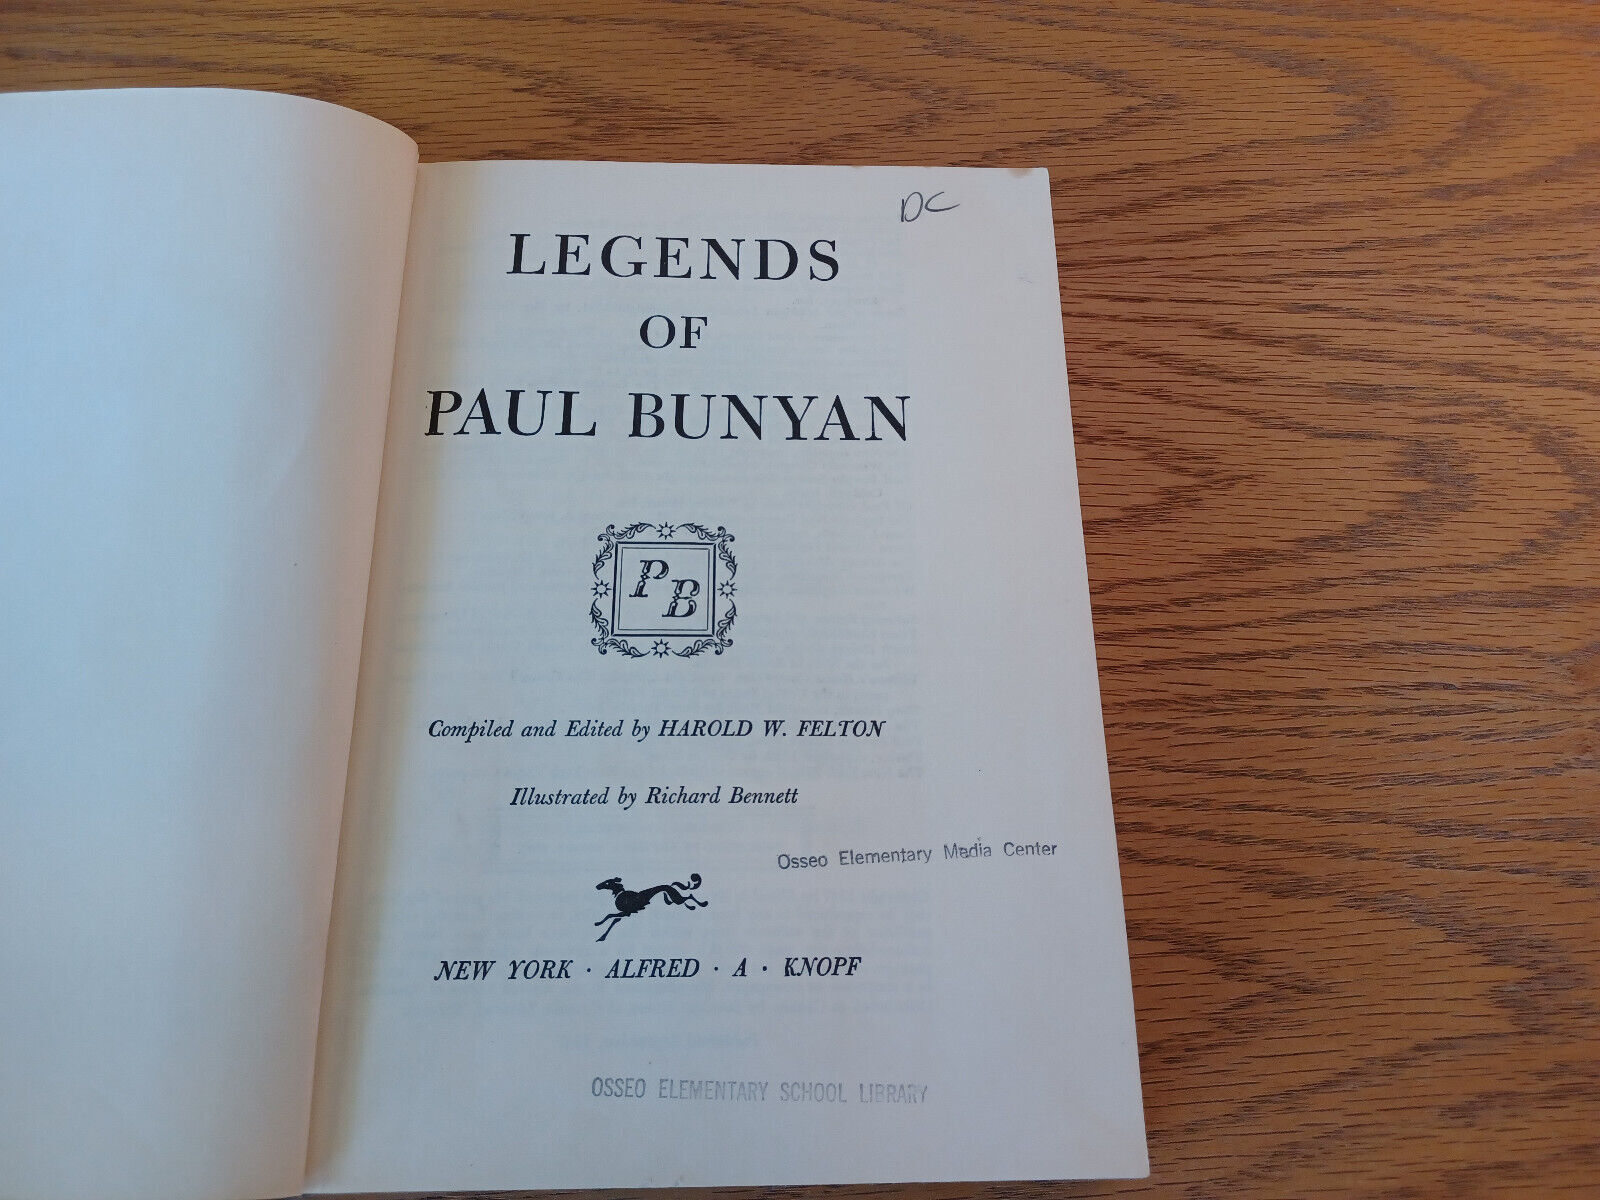 DC
LEGENDS
OF
PAUL BUNYAN
P
B
Compiled and Edited by HAROLD W. FELTON
Illustrated by Richard Bennett
Osseo Elementary Media Center
NEW YORK · ALFRED · A · KNOPF
OSSEO ELEMENTARY SCHOOL LIBRARY